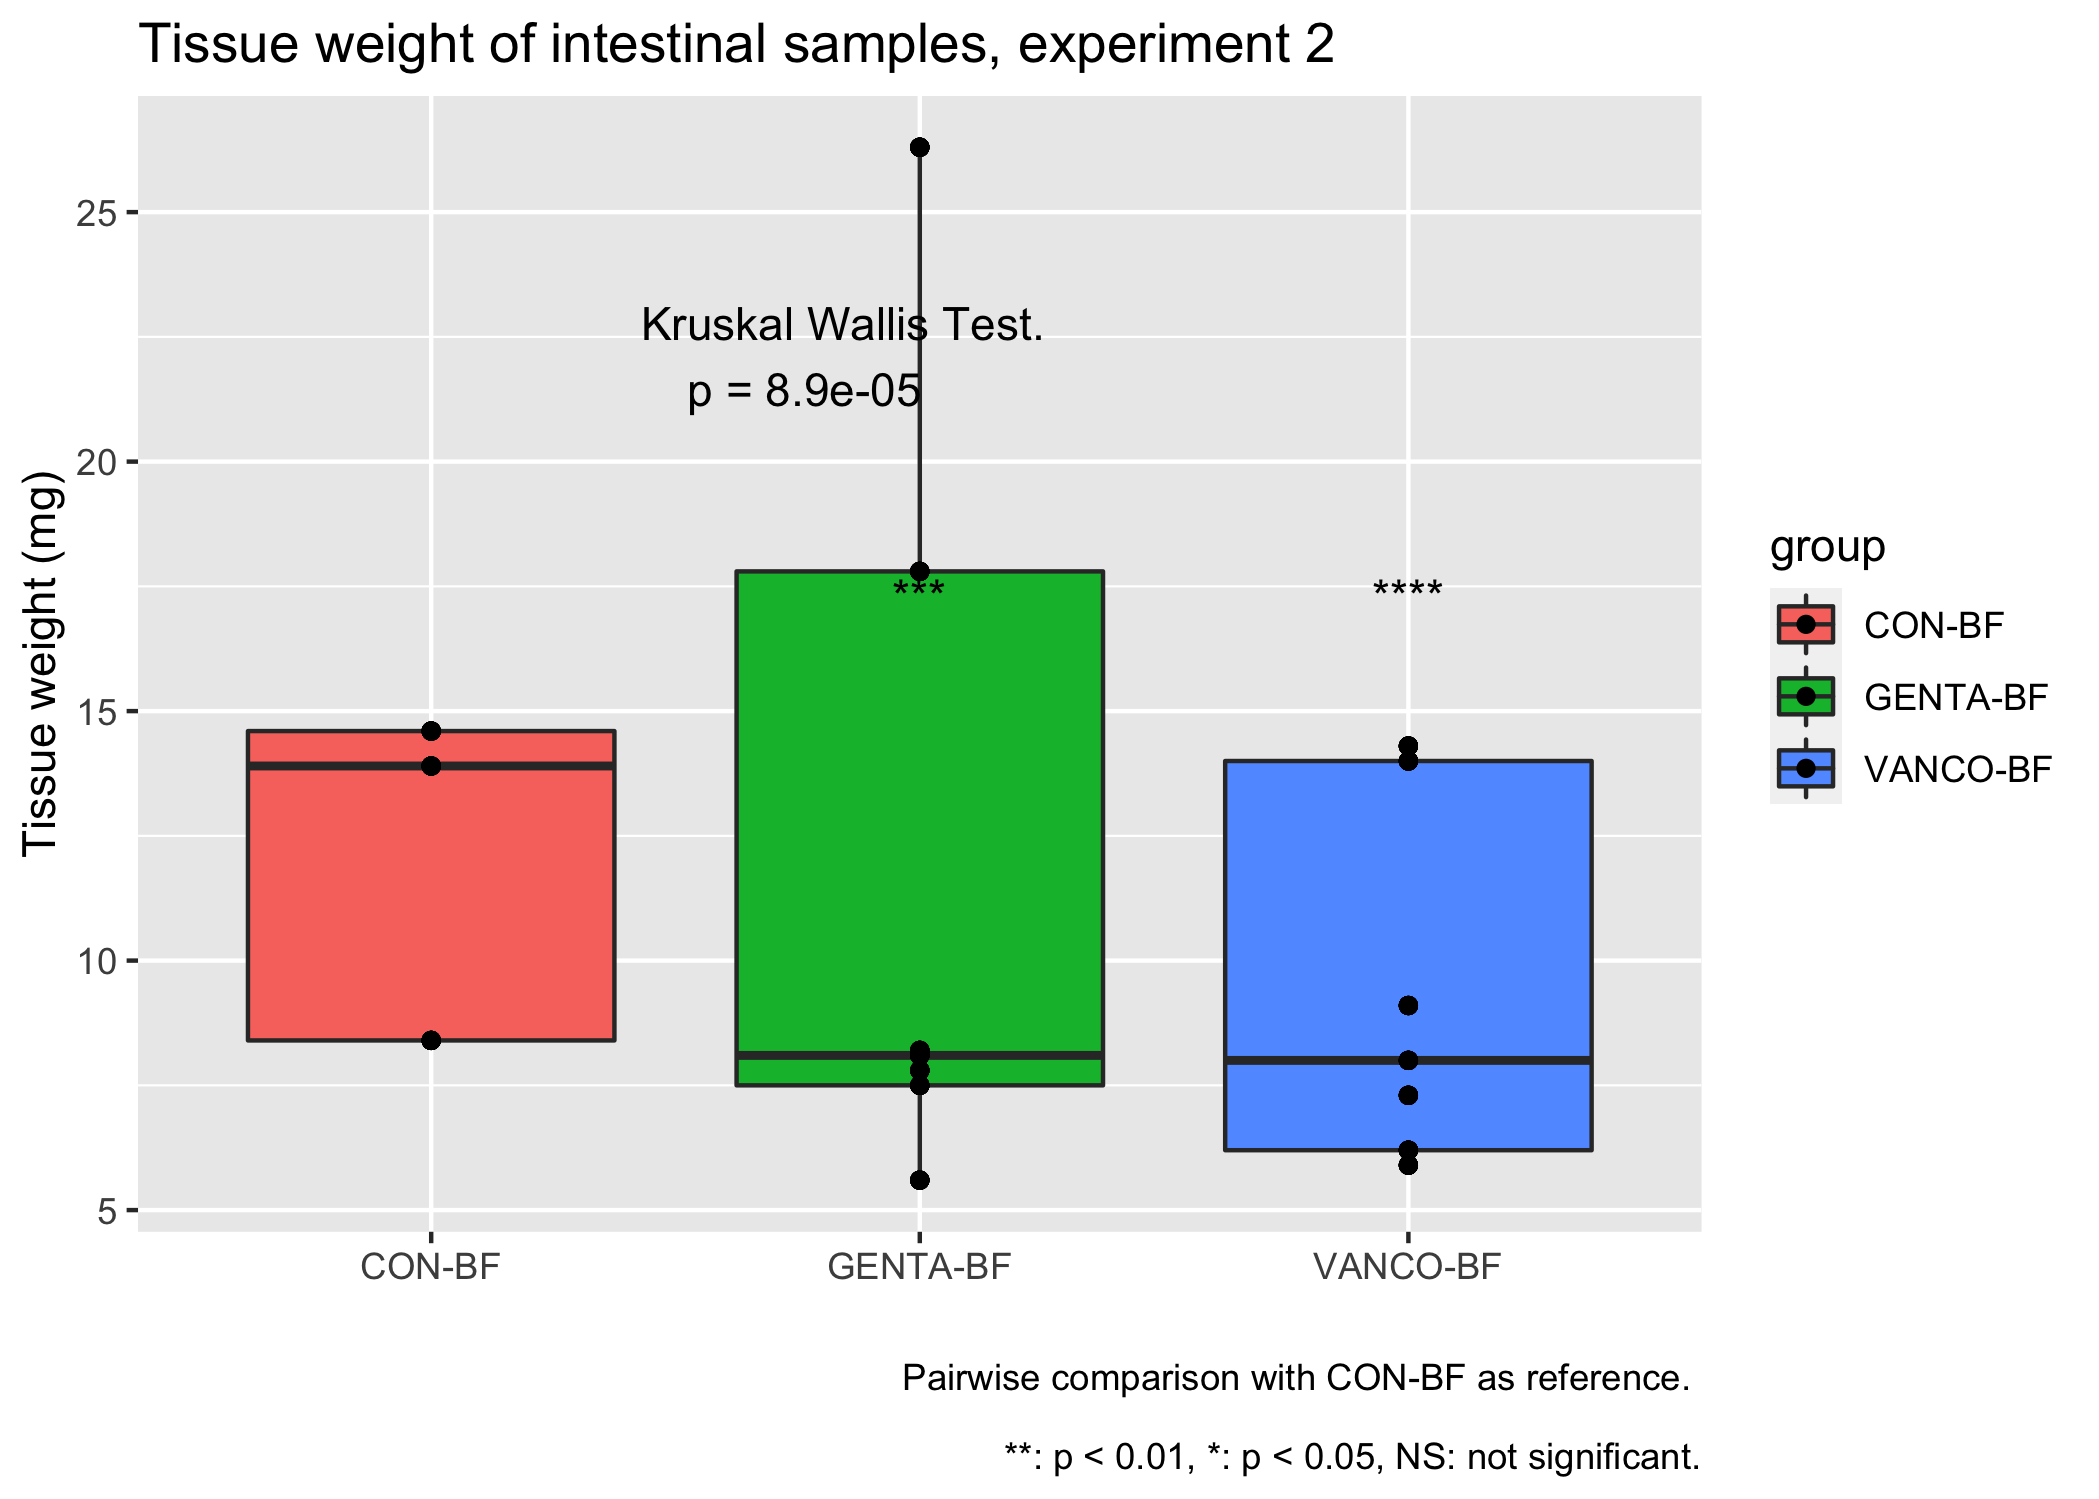 Tissue weight of intestinal samples, experiment 2
Tissue weight (mg)
25
20
15
10
5
Kruskal Wallis Test.
p = 8.9e-05
***
****
CON-BF
GENTA-BF
VANCO-BF
group
CON-BF
GENTA-BF
VANCO-BF
Pairwise comparison with CON-BF as reference.
**: p < 0.01, *: p < 0.05, NS: not significant.